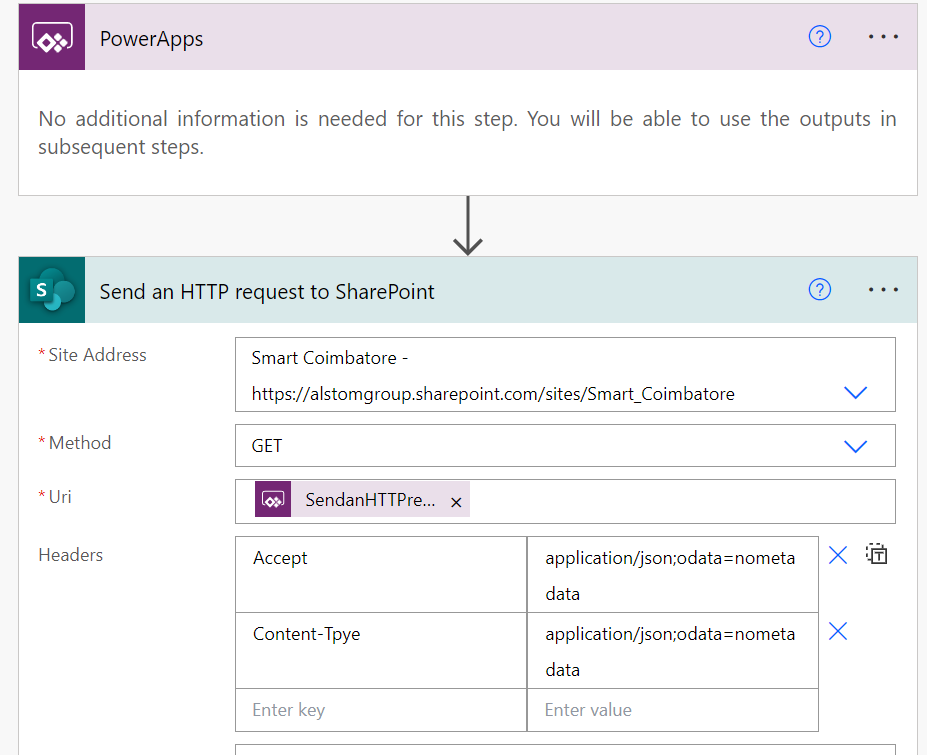 PowerApps
No additional information is needed for this step. You will be able to use the outputs in
subsequent steps.
S
Send an HTTP request to SharePoint
* Site Address
Smart Coimbatore -
https://alstomgroup.sharepoint.com/sites/Smart_Coimbatore
* Method
GET
* Uri
SendanHTTPre...
Headers
Accept
application/json;odata=nometa
data
Content-Tpye
application/json;odata=nometa
data
Enter key
Enter value